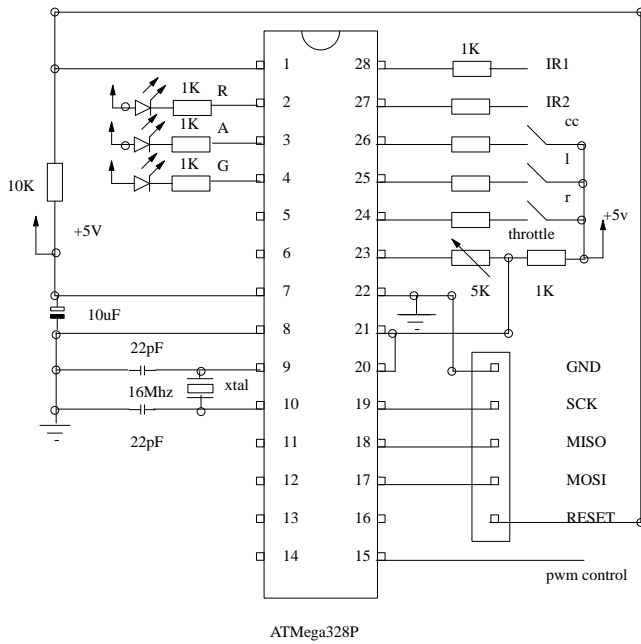 1K
IR1
1
28
1K
R
2
27
IR2
1K
A
cc
3
26
1K
G
l
4
25
10K
r
5
24
+5V
throttle
+5v
6
23
5K
1K
7
22
10uF
8
21
22pF
9
20
GND
16Mhz
xtal
10
19
SCK
22pF
11
18
MISO
12
17
MOSI
13
16
RESET
14
15
pwm control
ATMega328P